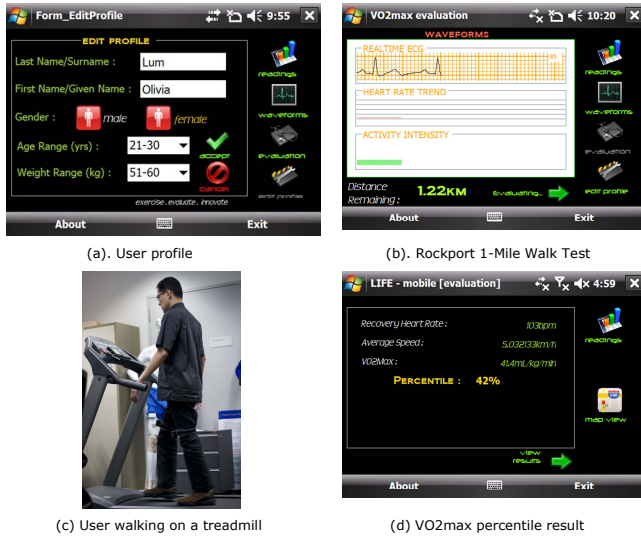 Form_EditProfile 9:55
EDIT PROFILE
Last Name/Surname : Lum
First Name/Given Name : Olivia
Gender : male female
Age Range (yrs) : 21-30
accept
Weight Range (kg) : 51-60
cancel
exercise.evaluate.innovate
readings
waveforms
evaluation
edit profile
About Exit
(a). User profile
VO2max evaluation 10:20
WAVEFORMS
REALTIME ECG
85
HEART RATE TREND
ACTIVITY INTENSITY
Distance
Remaining : 1.22KM Evaluating...
readings
waveforms
evaluation
edit profile
About Exit
(b). Rockport 1-Mile Walk Test
(c) User walking on a treadmill
LIFE - mobile [evaluation] 4:59
Recovery Heart Rate : 103bpm
Average Speed : 5.032133km/h
VO2Max : 41.4mL/kg/min
PERCENTILE : 42%
view
results
readings
map view
About Exit
(d) VO2max percentile result